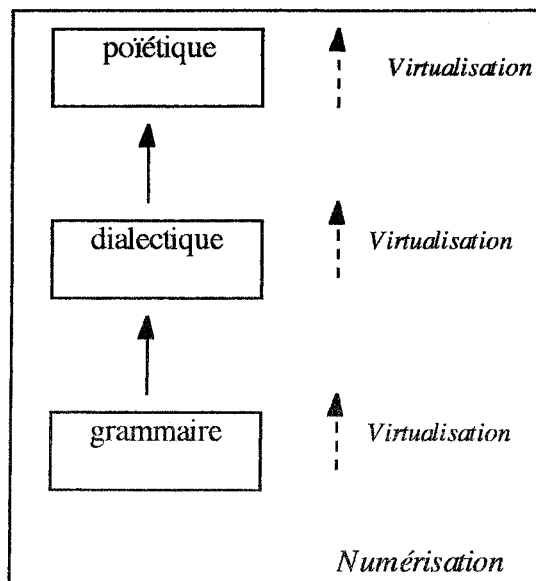 poïétique
Virtualisation
dialectique
Virtualisation
grammaire
Virtualisation
Numérisation